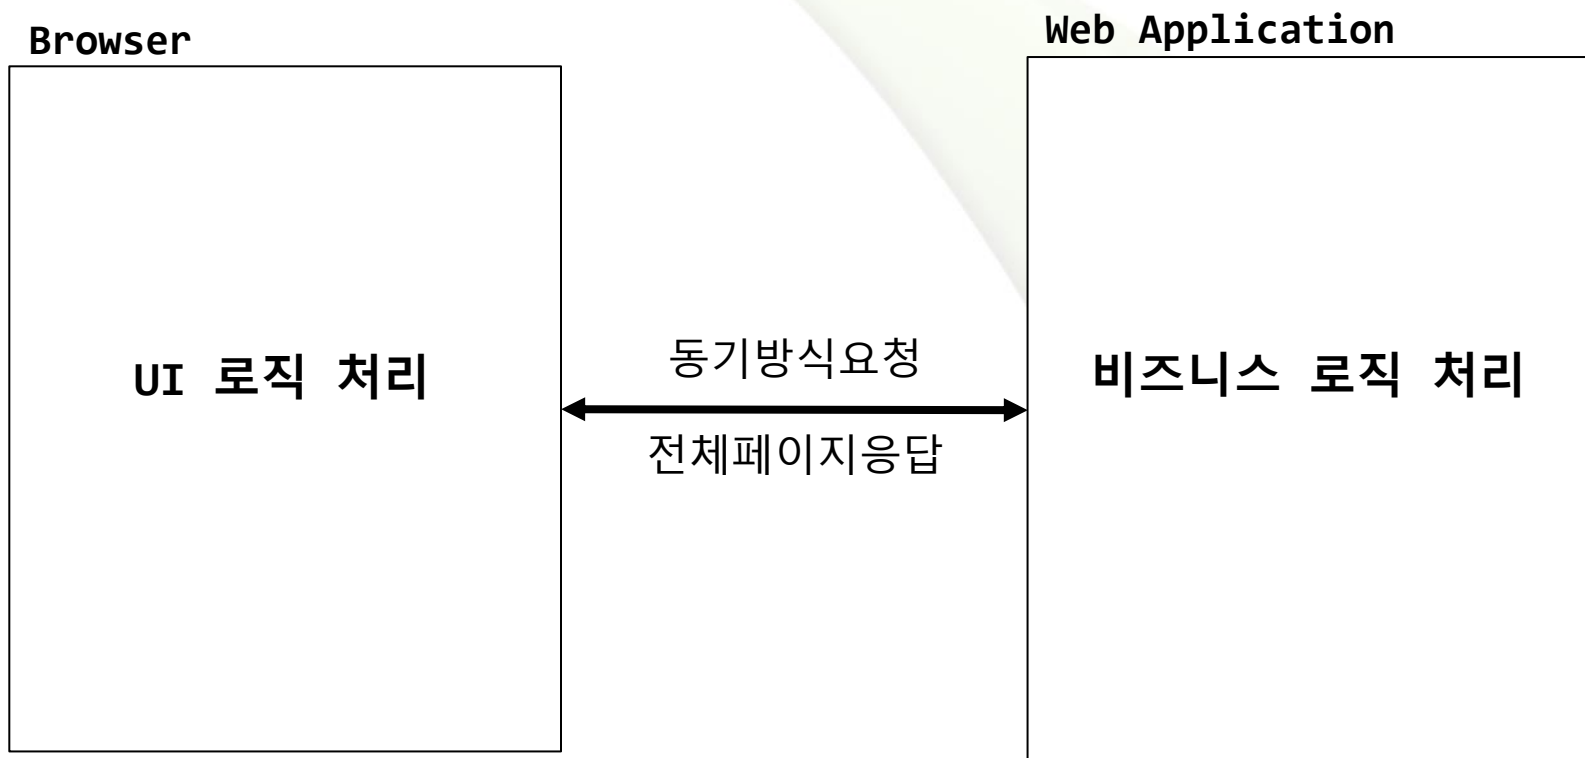 Browser
Web Application
UI 로직 처리
동기방식요청
전체페이지응답
비즈니스 로직 처리